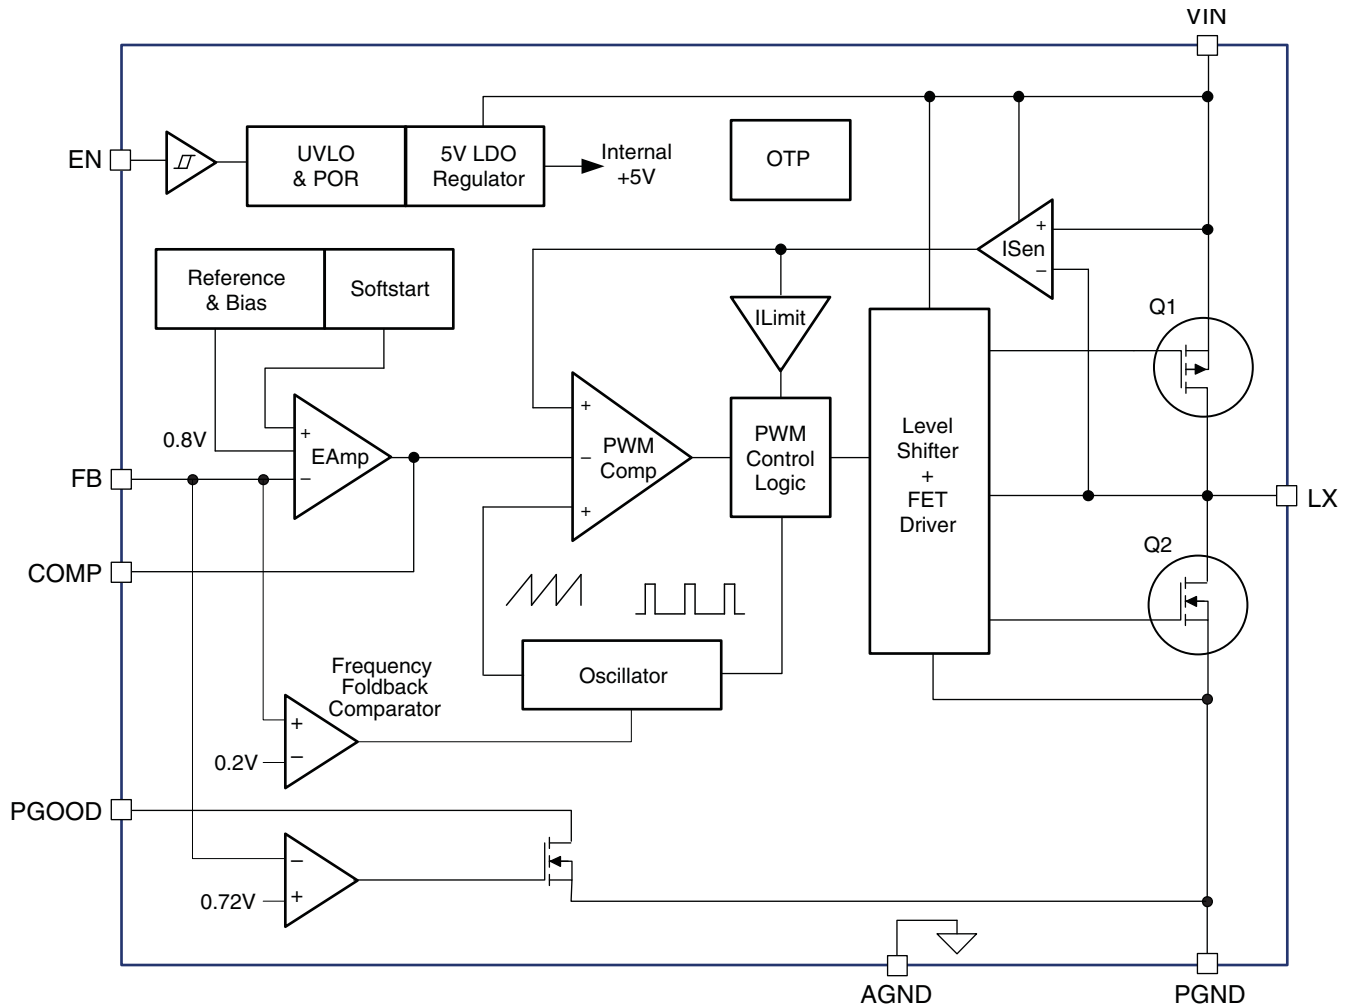 VIN
EN
UVLO
& POR
5V LDO
Regulator
Internal
+5V
OTP
Reference
& Bias
Softstart
+
ISen
−
ILimit
Q1
0.8V
+
EAmp
−
FB
+
−
PWM
Comp
+
PWM
Control
Logic
Level
Shifter
+
FET
Driver
LX
COMP
Q2
Frequency
Foldback
Comparator
Oscillator
+
0.2V
−
PGOOD
−
0.72V
+
AGND
PGND